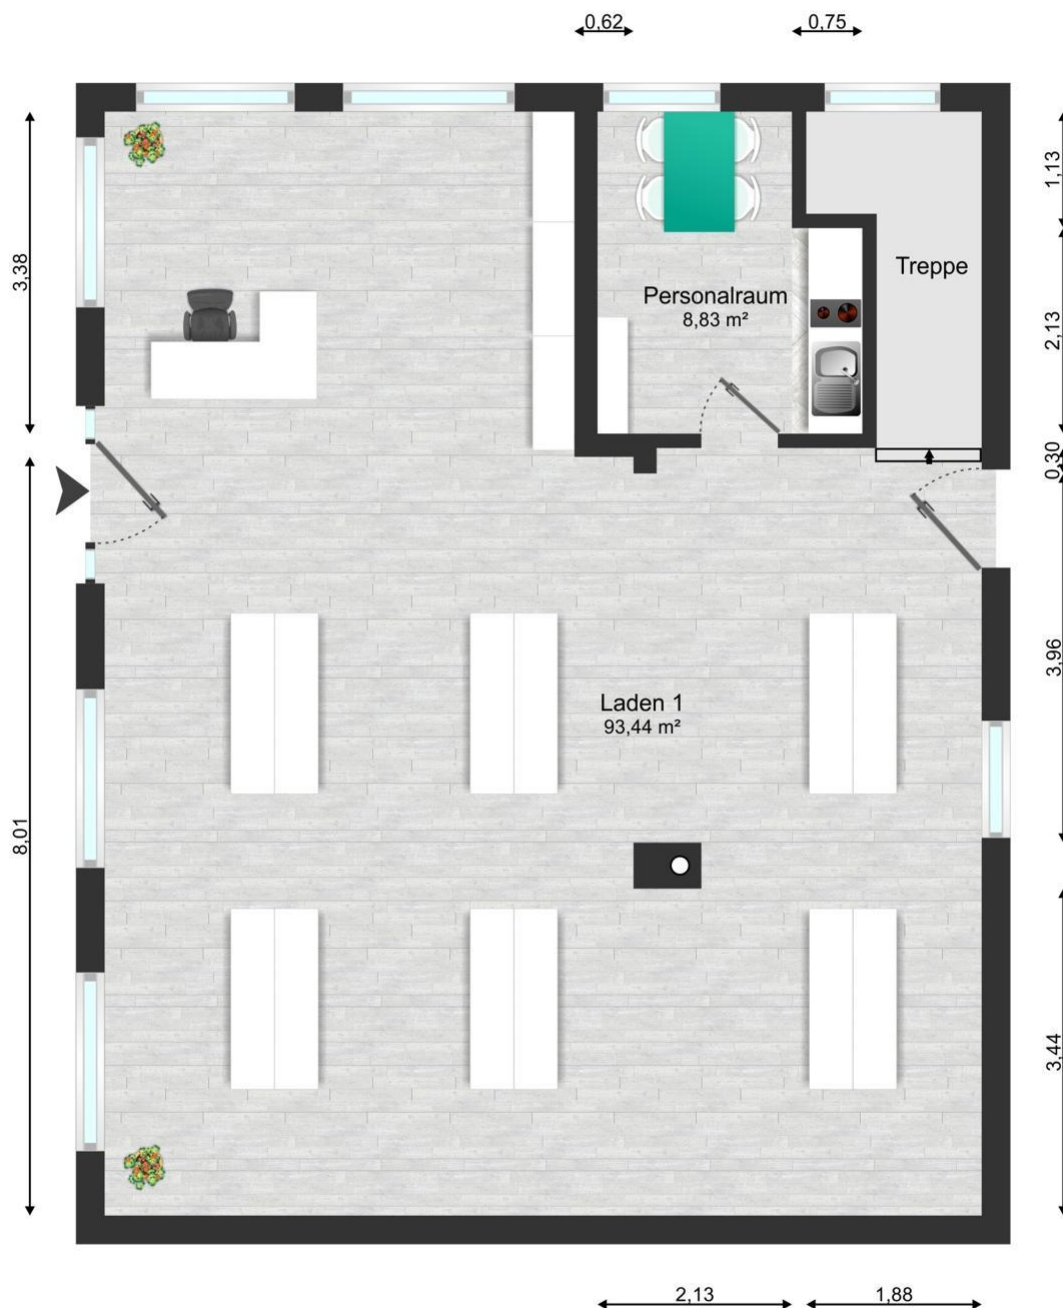 0,62
0,75
1,13
3,38
Treppe
Personalraum
8,83 m²
2,13
0,30
3,96
Laden 1
93,44 m²
8,01
3,44
2,13
1,88